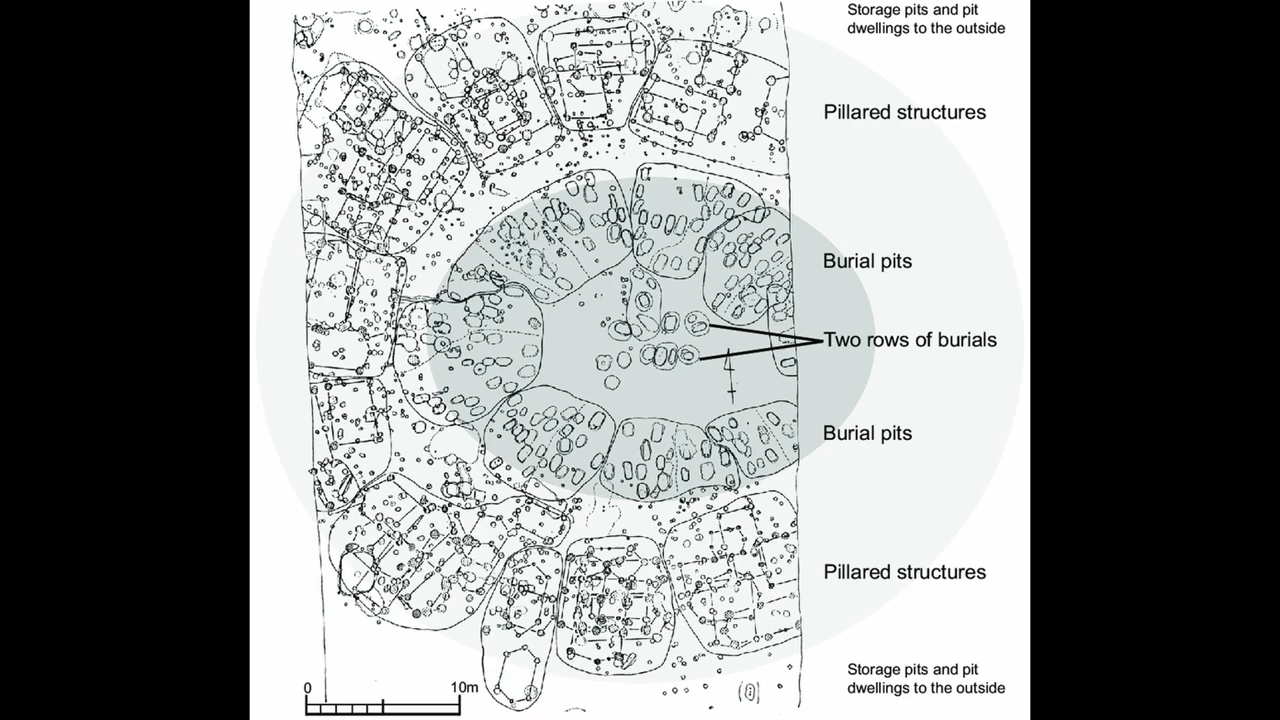 Storage pits and pit
dwellings to the outside
Pillared structures
Burial pits
Two rows of burials
Burial pits
Pillared structures
Storage pits and pit
dwellings to the outside
0 10m